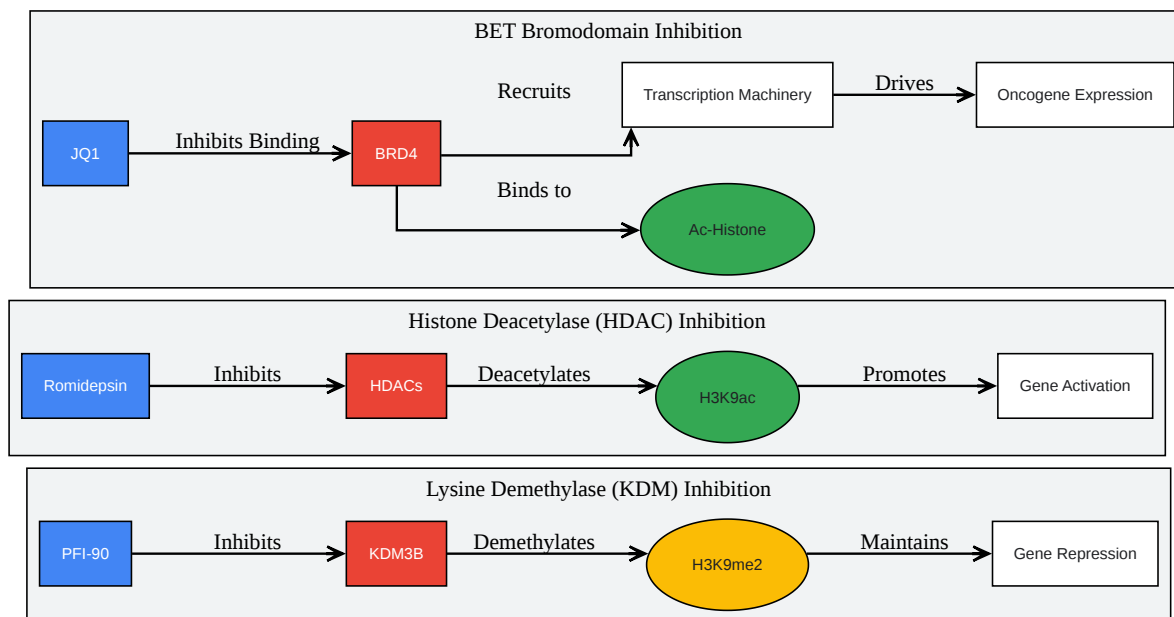 BET Bromodomain Inhibition
Recruits
Transcription Machinery
Drives
Oncogene Expression
JQ1
Inhibits Binding
BRD4
Binds to
Ac-Histone
Histone Deacetylase (HDAC) Inhibition
Romidepsin
Inhibits
HDACs
Deacetylates
H3K9ac
Promotes
Gene Activation
Lysine Demethylase (KDM) Inhibition
PFI-90
Inhibits
KDM3B
Demethylates
H3K9me2
Maintains
Gene Repression